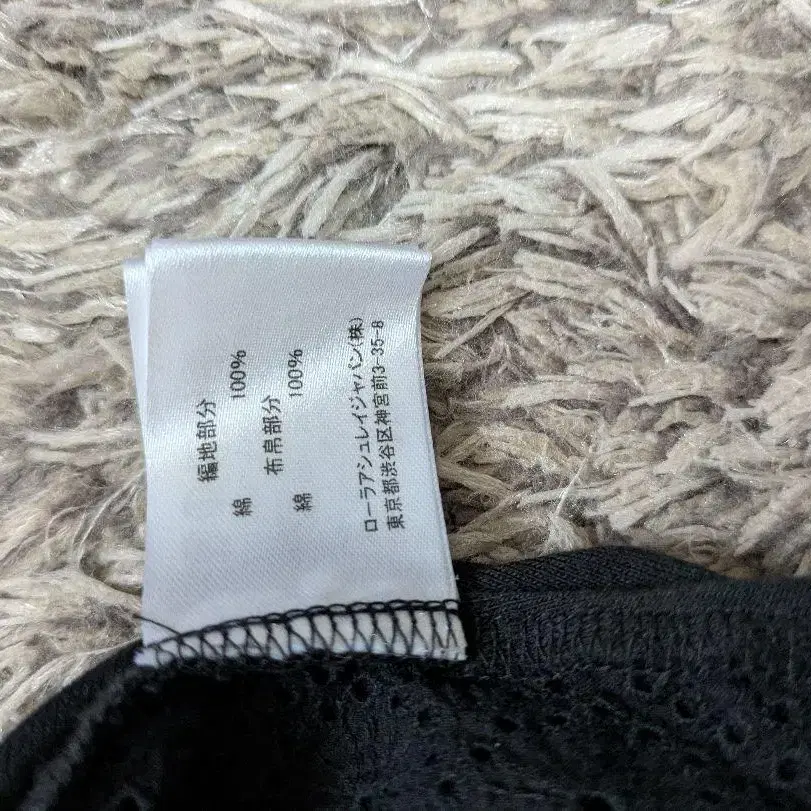 編地部分
綿 100%
布帛部分
綿 100%
ローラアシュレイジャパン(株)
東京都渋谷区神宮前3-35-8